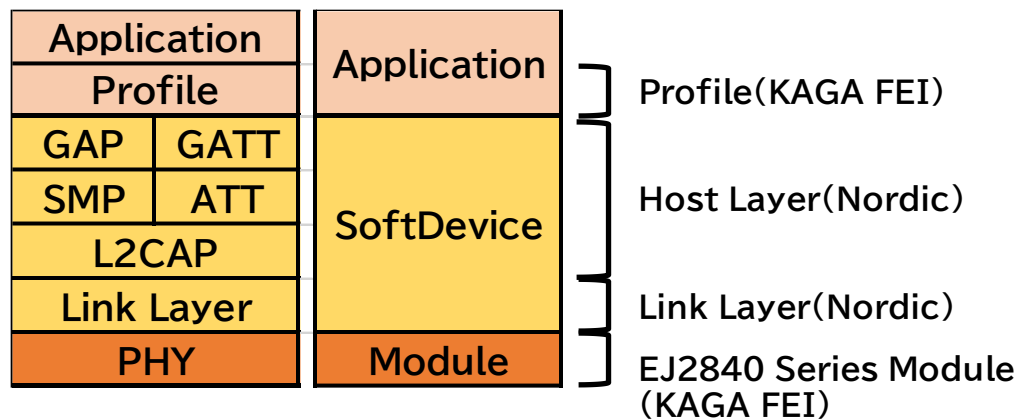 Application
Profile
GAP GATT
SMP ATT
L2CAP
Link Layer
PHY
Application
SoftDevice
Module
Profile(KAGA FEI)
Host Layer(Nordic)
Link Layer(Nordic)
EJ2840 Series Module
(KAGA FEI)